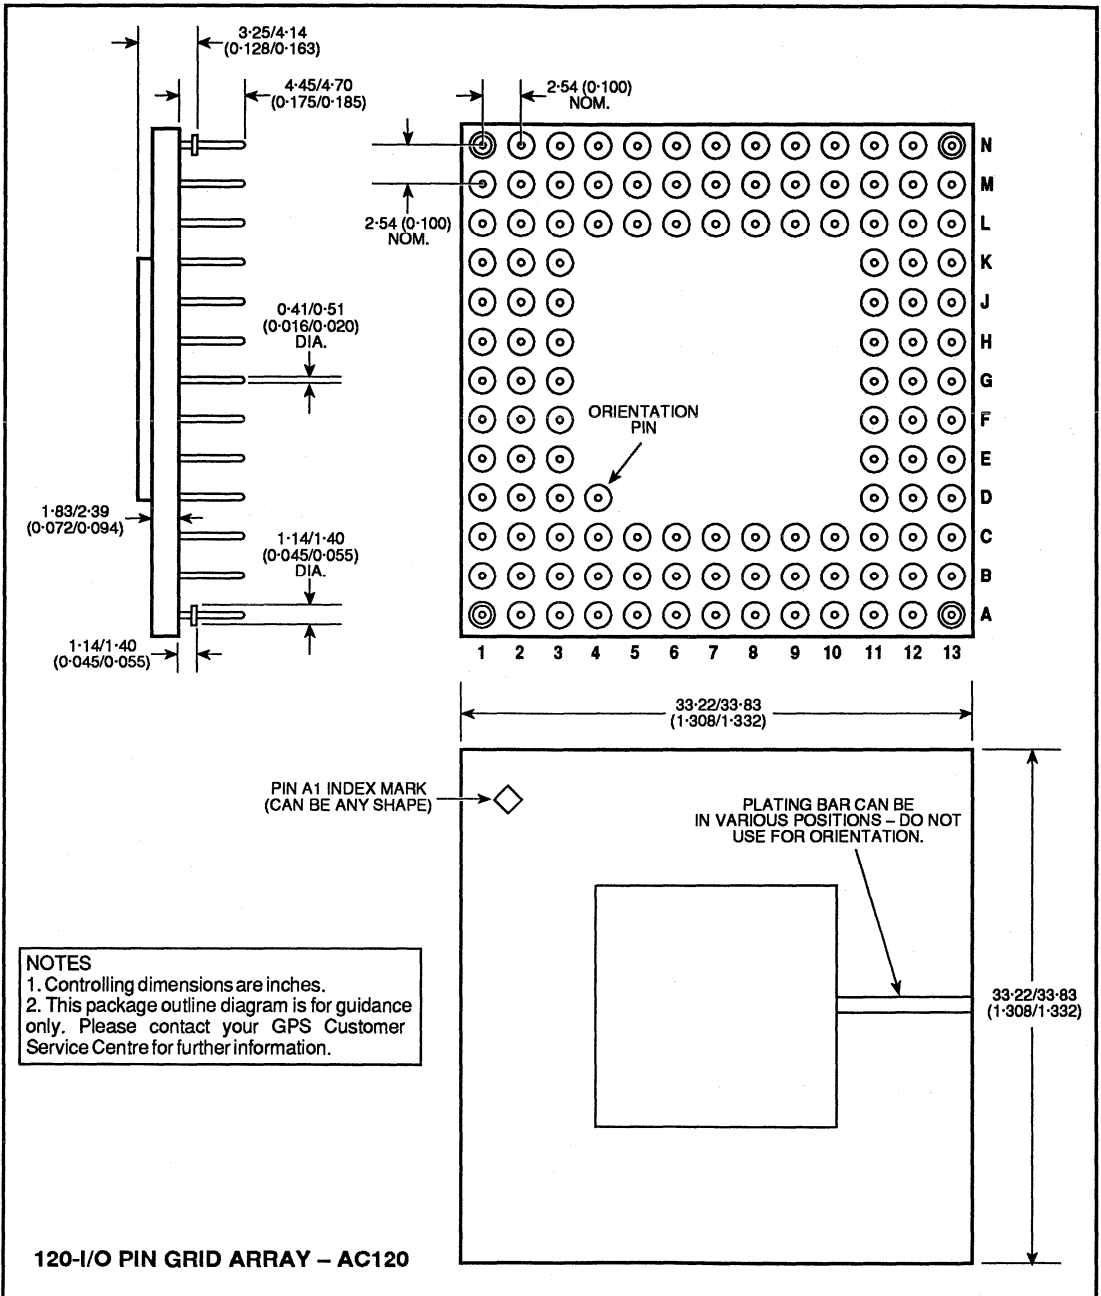 3·25/4·14
(0·128/0·163)
4·45/4·70
(0·175/0·185)
2·54 (0·100)
NOM.
2·54 (0·100)
NOM.
0·41/0·51
(0·016/0·020)
DIA.
1·83/2·39
(0·072/0·094)
1·14/1·40
(0·045/0·055)
DIA.
1·14/1·40
(0·045/0·055)
ORIENTATION
PIN
N
M
L
K
J
H
G
F
E
D
C
B
A
1 2 3 4 5 6 7 8 9 10 11 12 13
33·22/33·83
(1·308/1·332)
PIN A1 INDEX MARK
(CAN BE ANY SHAPE)
PLATING BAR CAN BE
IN VARIOUS POSITIONS – DO NOT
USE FOR ORIENTATION.
33·22/33·83
(1·308/1·332)
NOTES
1. Controlling dimensions are inches.
2. This package outline diagram is for guidance
only. Please contact your GPS Customer
Service Centre for further information.
120-I/O PIN GRID ARRAY – AC120